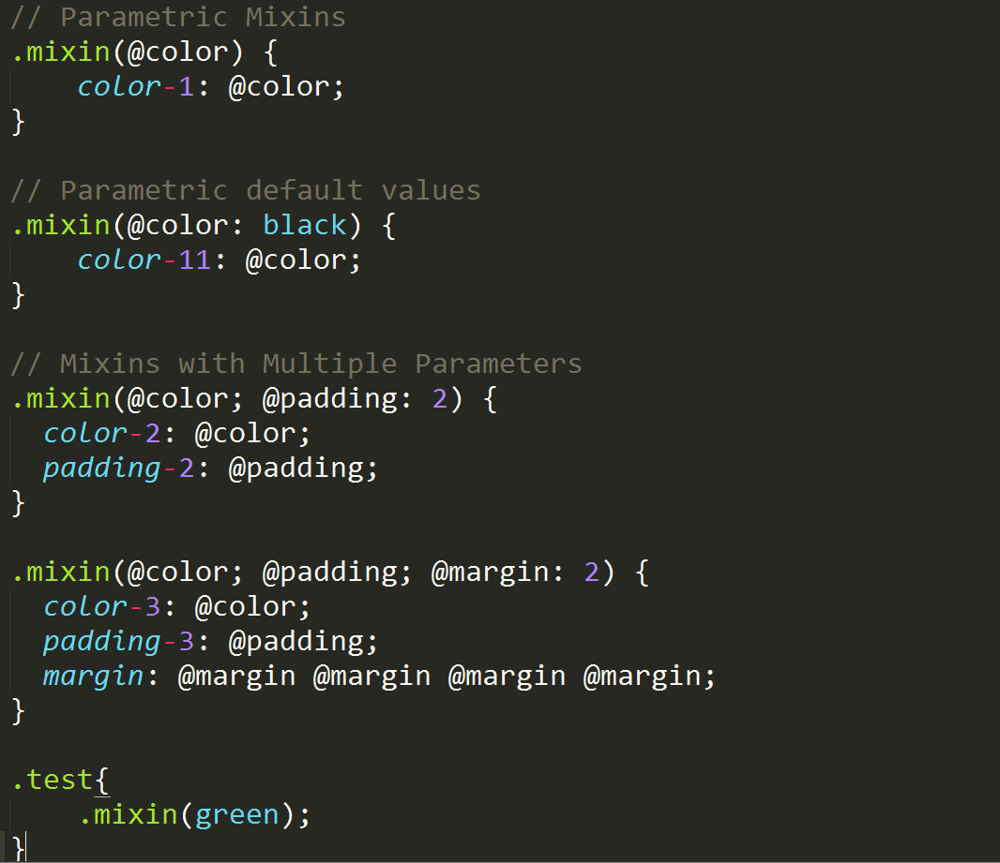 // Parametric Mixins
.mixin(@color) {
    color-1: @color;
}
// Parametric default values
.mixin(@color: black) {
    color-11: @color;
}
// Mixins with Multiple Parameters
.mixin(@color; @padding: 2) {
  color-2: @color;
  padding-2: @padding;
}
.mixin(@color; @padding; @margin: 2) {
  color-3: @color;
  padding-3: @padding;
  margin: @margin @margin @margin @margin;
}
.test{
    .mixin(green);
}